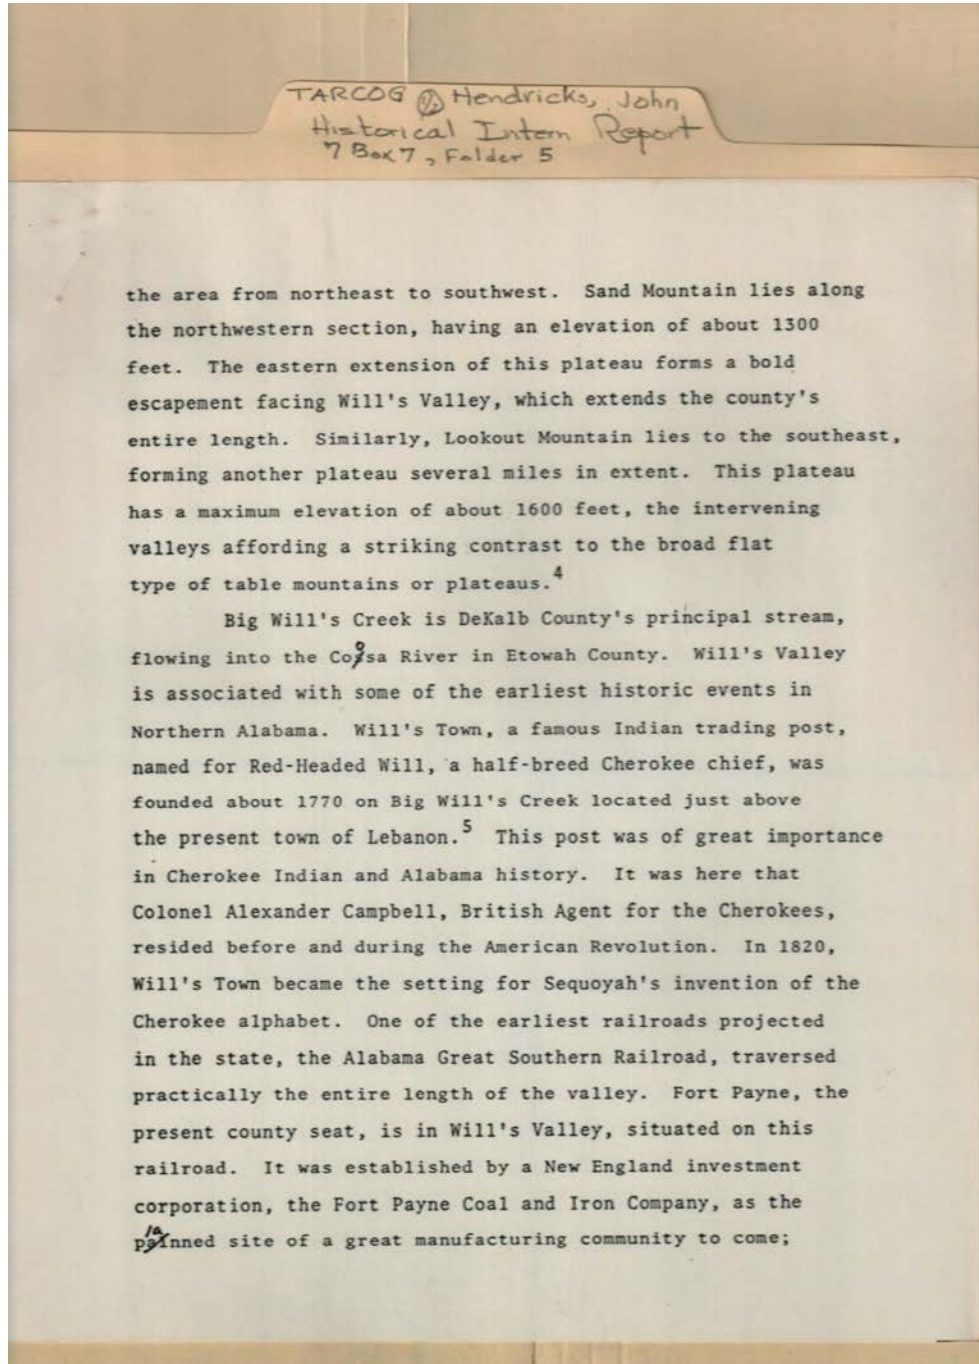 TARCOG ½ Hendricks, John
Historical Intern Report
7 Box 7, Folder 5
the area from northeast to southwest. Sand Mountain lies along
the northwestern section, having an elevation of about 1300
feet. The eastern extension of this plateau forms a bold
escapement facing Will's Valley, which extends the county's
entire length. Similarly, Lookout Mountain lies to the southeast,
forming another plateau several miles in extent. This plateau
has a maximum elevation of about 1600 feet, the intervening
valleys affording a striking contrast to the broad flat
type of table mountains or plateaus.4
Big Will's Creek is DeKalb County's principal stream,
flowing into the Coosa River in Etowah County. Will's Valley
is associated with some of the earliest historic events in
Northern Alabama. Will's Town, a famous Indian trading post,
named for Red-Headed Will, a half-breed Cherokee chief, was
founded about 1770 on Big Will's Creek located just above
the present town of Lebanon.5 This post was of great importance
in Cherokee Indian and Alabama history. It was here that
Colonel Alexander Campbell, British Agent for the Cherokees,
resided before and during the American Revolution. In 1820,
Will's Town became the setting for Sequoyah's invention of the
Cherokee alphabet. One of the earliest railroads projected
in the state, the Alabama Great Southern Railroad, traversed
practically the entire length of the valley. Fort Payne, the
present county seat, is in Will's Valley, situated on this
railroad. It was established by a New England investment
corporation, the Fort Payne Coal and Iron Company, as the
planned site of a great manufacturing community to come;